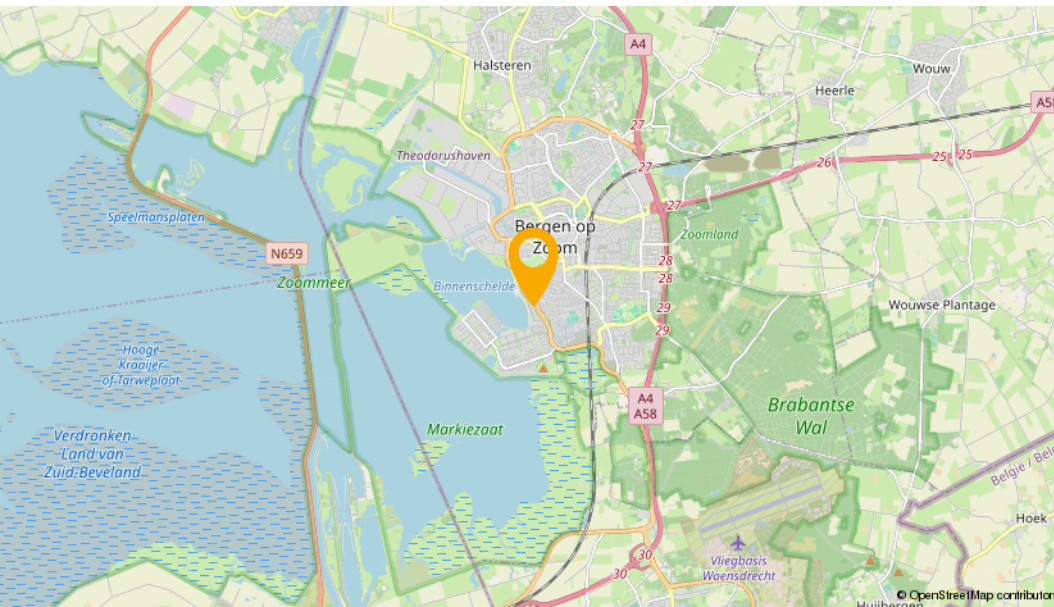 A4
Halsteren
Wouw
Heerle
A58
27
Theodorushaven
27
26
25
25
Speelmansplaten
27
Bergen op
Zoom
Zoomland
N659
28
Zoommeer
Binnenschelde
28
29
Wouwse Plantage
29
Hooge
Kraaijer
of Tarweplaat
A4
A58
Brabantse
Wal
Markiezaat
Verdronken
Land van
Zuid-Beveland
Hoek
30
Vliegbasis
Woensdrecht
30
© OpenStreetMap contributor
Huijbergen